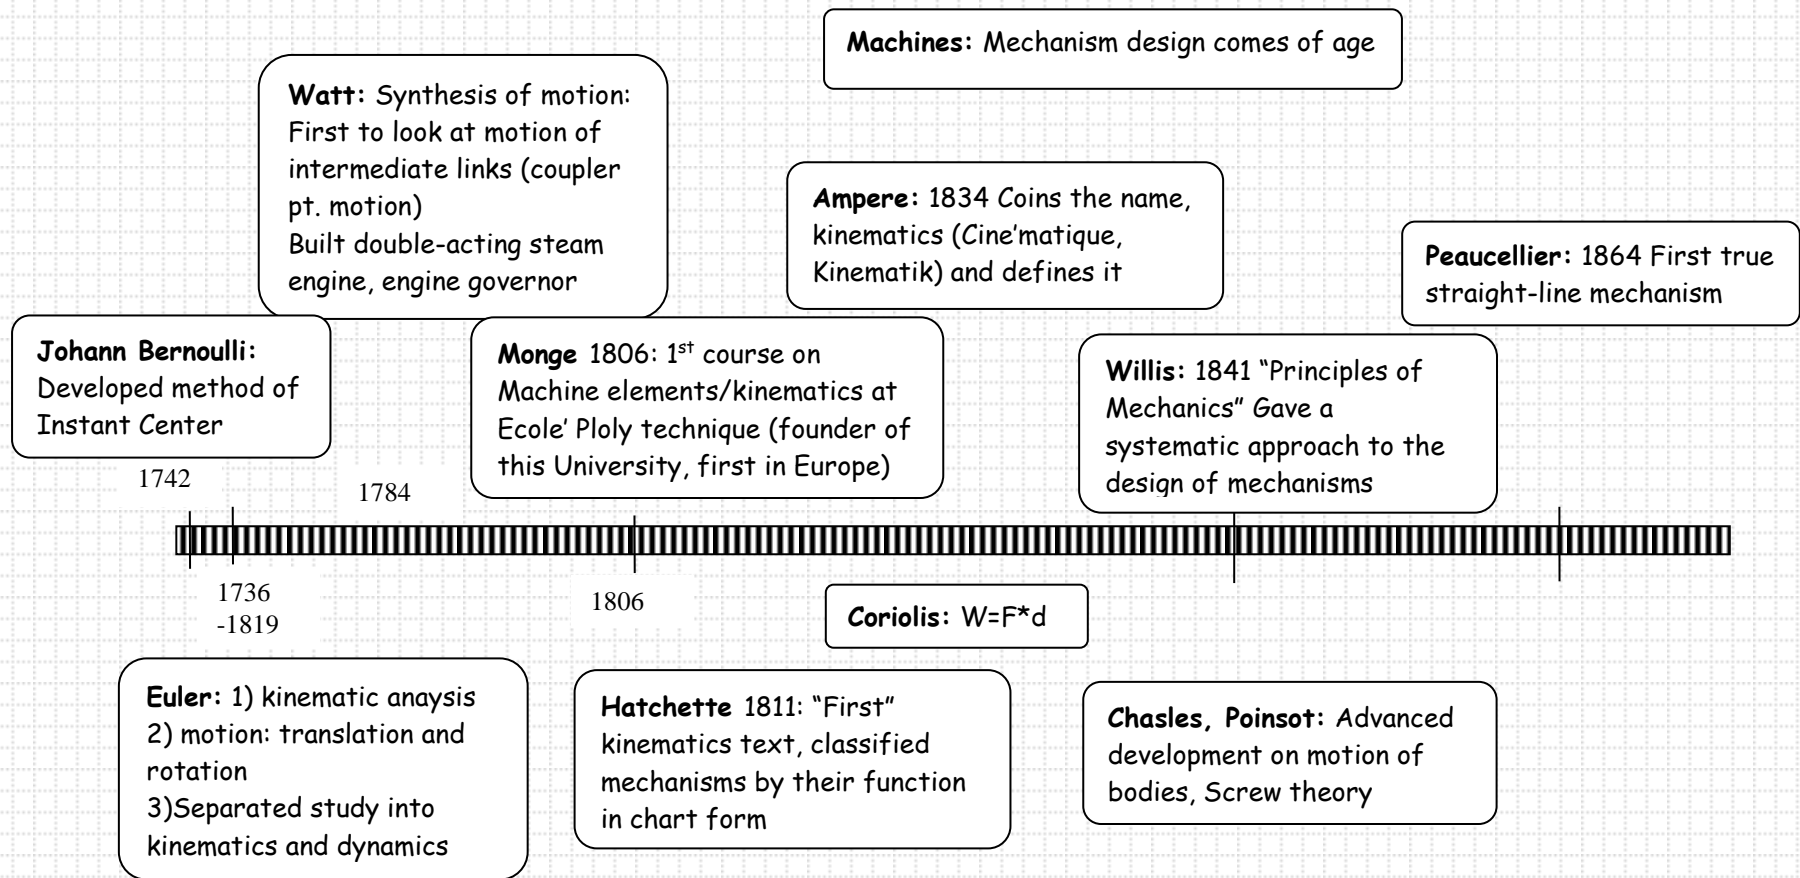 Machines: Mechanism design comes of age
Watt: Synthesis of motion:
First to look at motion of
intermediate links (coupler
pt. motion)
Built double-acting steam
engine, engine governor
Ampere: 1834 Coins the name,
kinematics (Cine’matique,
Kinematik) and defines it
Peaucellier: 1864 First true
straight-line mechanism
Johann Bernoulli:
Developed method of
Instant Center
Monge 1806: 1st course on
Machine elements/kinematics at
Ecole’ Ploly technique (founder of
this University, first in Europe)
Willis: 1841 “Principles of
Mechanics” Gave a
systematic approach to the
design of mechanisms
1742
1784
1736
-1819
1806
Coriolis: W=F*d
Euler: 1) kinematic anaysis
2) motion: translation and
rotation
3)Separated study into
kinematics and dynamics
Hatchette 1811: “First”
kinematics text, classified
mechanisms by their function
in chart form
Chasles, Poinsot: Advanced
development on motion of
bodies, Screw theory